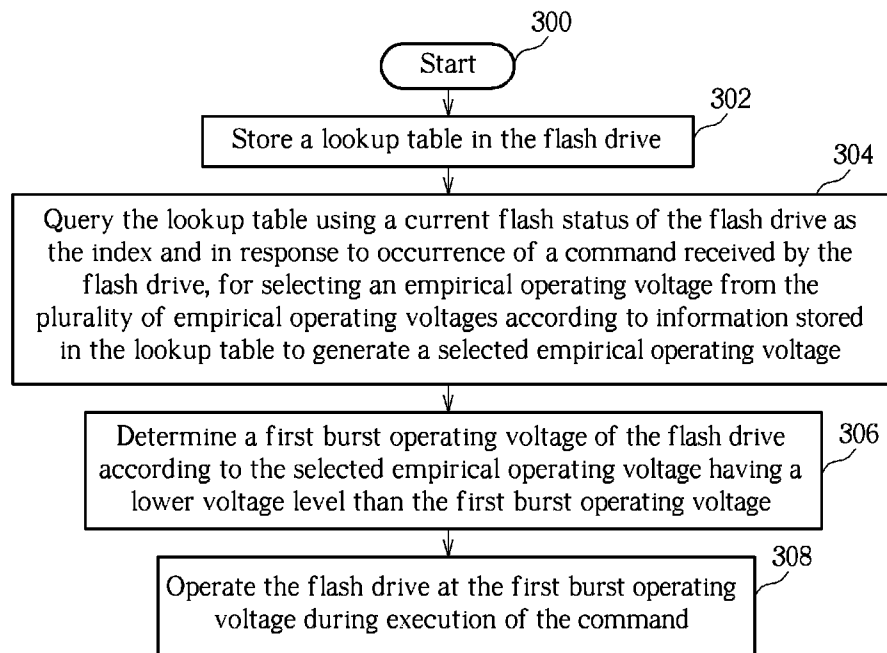 300
Start
302
Store a lookup table in the flash drive
304
Query the lookup table using a current flash status of the flash drive as
the index and in response to occurrence of a command received by the
flash drive, for selecting an empirical operating voltage from the
plurality of empirical operating voltages according to information stored
in the lookup table to generate a selected empirical operating voltage
Determine a first burst operating voltage of the flash drive
according to the selected empirical operating voltage having a
lower voltage level than the first burst operating voltage
306
308
Operate the flash drive at the first burst operating
voltage during execution of the command